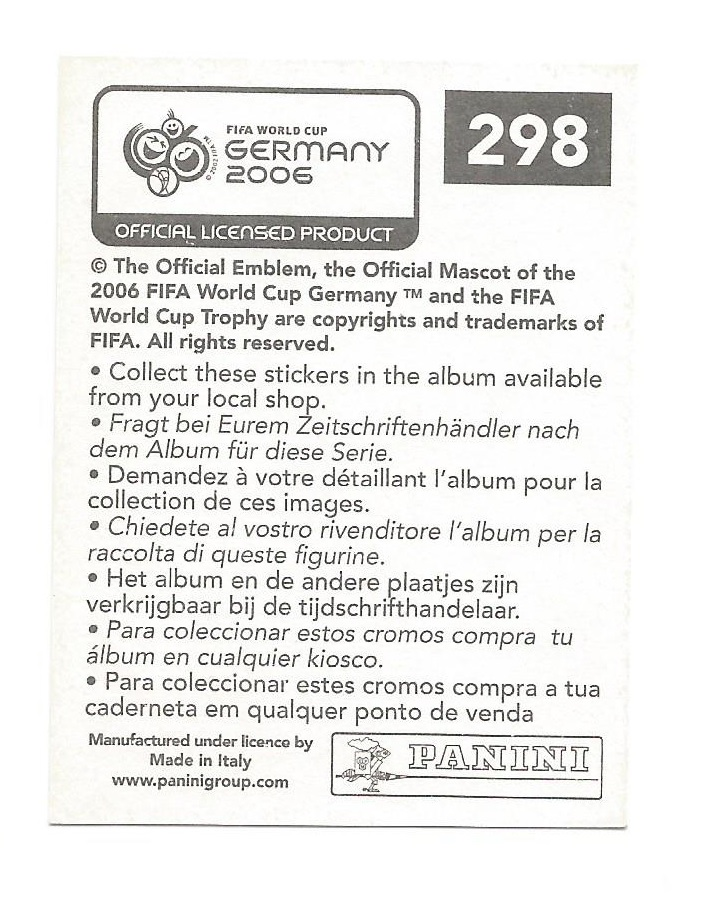 FIFA WORLD CUP
GERMANY
2006
© 2002 FIFA TM
OFFICIAL LICENSED PRODUCT
298
© The Official Emblem, the Official Mascot of the
2006 FIFA World Cup Germany ™ and the FIFA
World Cup Trophy are copyrights and trademarks of
FIFA. All rights reserved.
• Collect these stickers in the album available
from your local shop.
• Fragt bei Eurem Zeitschriftenhändler nach
dem Album für diese Serie.
• Demandez à votre détaillant l'album pour la
collection de ces images.
• Chiedete al vostro rivenditore l'album per la
raccolta di queste figurine.
• Het album en de andere plaatjes zijn
verkrijgbaar bij de tijdschrifthandelaar.
• Para coleccionar estos cromos compra tu
álbum en cualquier kiosco.
• Para coleccionar estes cromos compra a tua
caderneta em qualquer ponto de venda
Manufactured under licence by
Made in Italy
www.paninigroup.com
PANINI